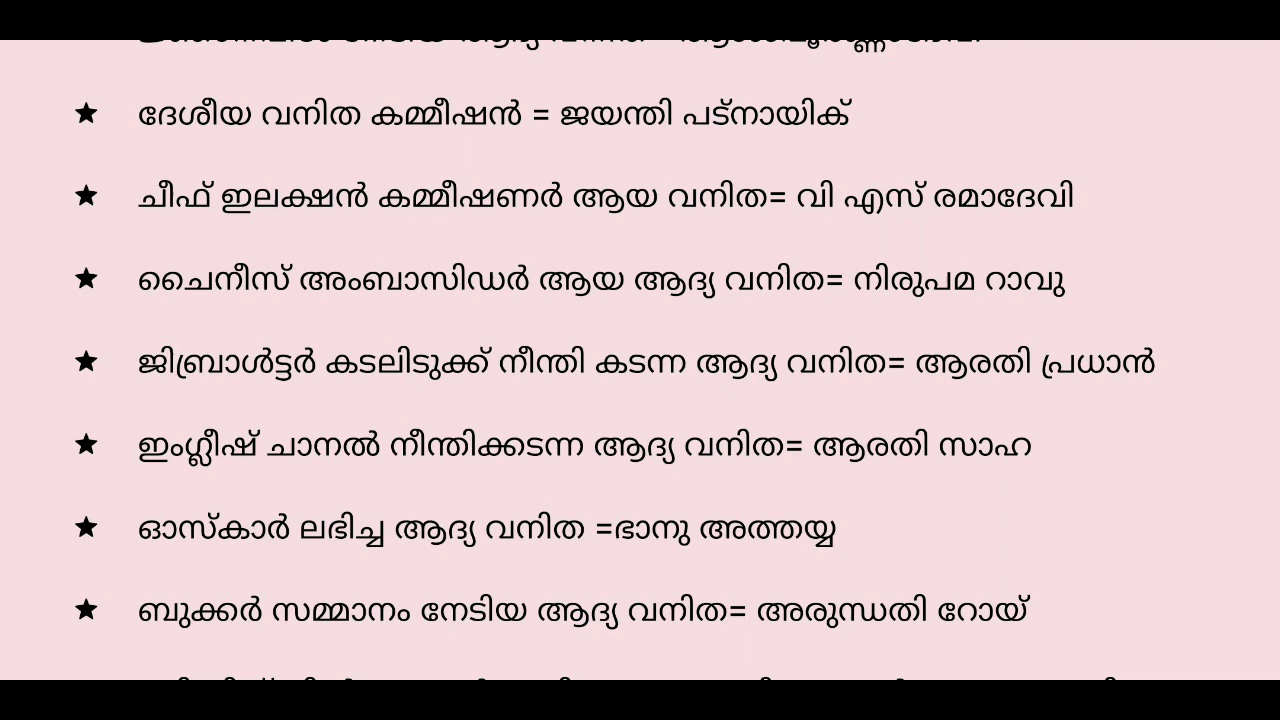 ★ ദേശീയ വനിത കമ്മീഷൻ = ജയന്തി പട്നായിക്
★ ചീഫ് ഇലക്ഷൻ കമ്മീഷണർ ആയ വനിത= വി എസ് രമാദേവി
★ ചൈനീസ് അംബാസിഡർ ആയ ആദ്യ വനിത= നിരുപമ റാവു
★ ജിബ്രാൾട്ടർ കടലിടുക്ക് നീന്തി കടന്ന ആദ്യ വനിത= ആരതി പ്രധാൻ
★ ഇംഗ്ലീഷ് ചാനൽ നീന്തിക്കടന്ന ആദ്യ വനിത= ആരതി സാഹ
★ ഓസ്കാർ ലഭിച്ച ആദ്യ വനിത =ഭാനു അത്തയ്യ
★ ബുക്കർ സമ്മാനം നേടിയ ആദ്യ വനിത= അരുന്ധതി റോയ്